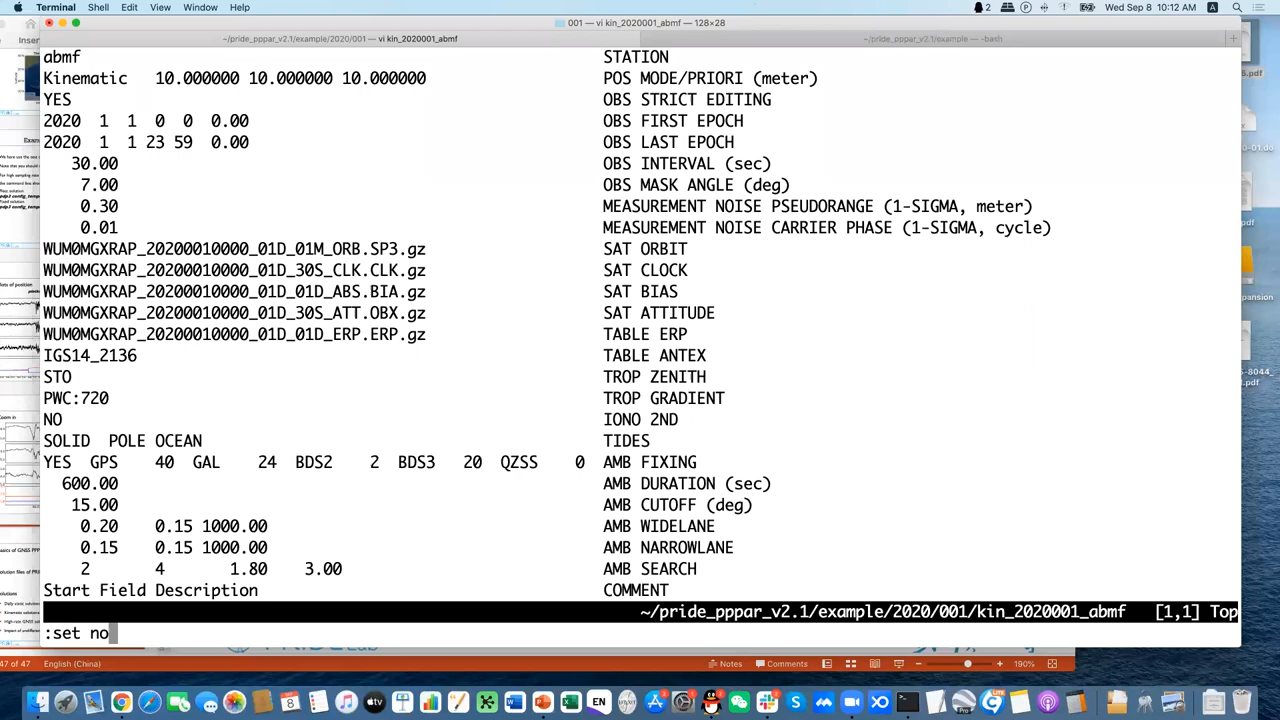 Terminal Shell Edit View Window Help 2 Wed Sep 8 10:12 AM A
001 — vi kin_2020001_abmf — 128×28
~/pride_pppar_v2.1/example/2020/001 — vi kin_2020001_abmf
~/pride_pppar_v2.1/example — -bash
abmf STATION
Kinematic 10.000000 10.000000 10.000000 POS MODE/PRIORI (meter)
YES OBS STRICT EDITING
2020 1 1 0 0 0.00 OBS FIRST EPOCH
2020 1 1 23 59 0.00 OBS LAST EPOCH
30.00 OBS INTERVAL (sec)
7.00 OBS MASK ANGLE (deg)
0.30 MEASUREMENT NOISE PSEUDORANGE (1-SIGMA, meter)
0.01 MEASUREMENT NOISE CARRIER PHASE (1-SIGMA, cycle)
WUM0MGXRAP_20200010000_01D_01M_ORB.SP3.gz SAT ORBIT
WUM0MGXRAP_20200010000_01D_30S_CLK.CLK.gz SAT CLOCK
WUM0MGXRAP_20200010000_01D_01D_ABS.BIA.gz SAT BIAS
WUM0MGXRAP_20200010000_01D_30S_ATT.OBX.gz SAT ATTITUDE
WUM0MGXRAP_20200010000_01D_01D_ERP.ERP.gz TABLE ERP
IGS14_2136 TABLE ANTEX
STO TROP ZENITH
PWC:720 TROP GRADIENT
NO IONO 2ND
SOLID POLE OCEAN TIDES
YES GPS 40 GAL 24 BDS2 2 BDS3 20 QZSS 0 AMB FIXING
600.00 AMB DURATION (sec)
15.00 AMB CUTOFF (deg)
0.20 0.15 1000.00 AMB WIDELANE
0.15 0.15 1000.00 AMB NARROWLANE
2 4 1.80 3.00 AMB SEARCH
Start Field Description COMMENT
~/pride_pppar_v2.1/example/2020/001/kin_2020001_abmf [1,1] Top
:set no
47 of 47 English (China) Notes Comments 190%